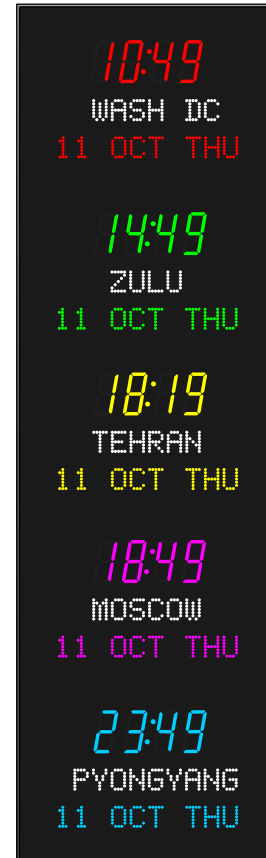 10:49
WASH DC
11 OCT THU
14:49
ZULU
11 OCT THU
18:19
TEHRAN
11 OCT THU
18:49
MOSCOW
11 OCT THU
23:49
PYONGYANG
11 OCT THU